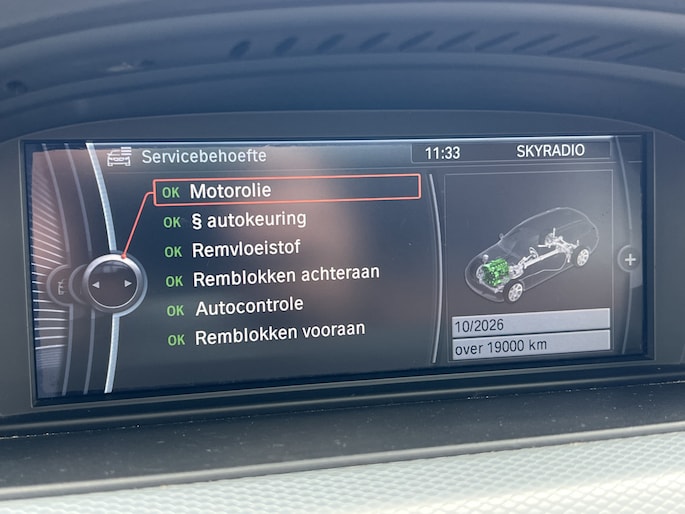 Servicebehoefte
11:33
SKYRADIO
OK Motorolie
OK § autokeuring
OK Remvloeistof
OK Remblokken achteraan
OK Autocontrole
OK Remblokken vooraan
10/2026
over 19000 km